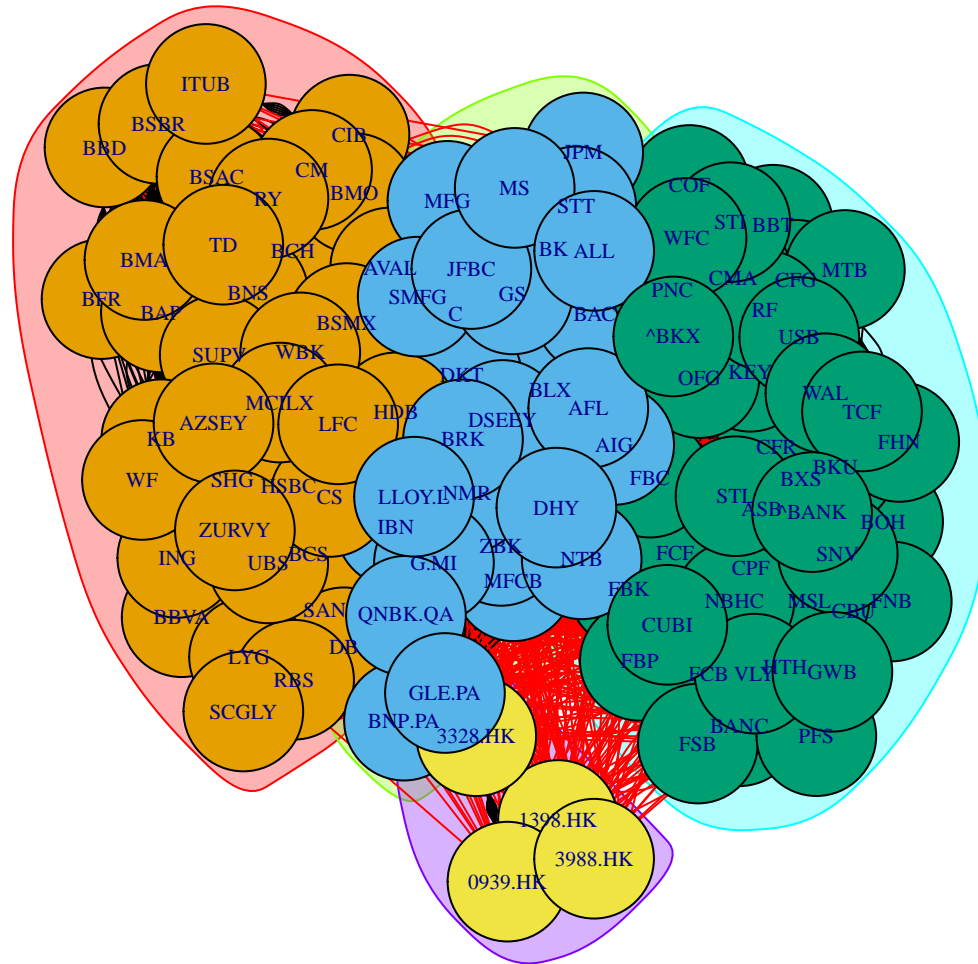 ITUB
BSBR
BBD
CIB
JPM
CM
BSAC
RY
BMO
MS
MFG
STT
COF
STI
BBT
WFC
TD
BCH
BK
ALL
BMA
AVAL
JFBC
MTB
CMA
CFG
BFR
BNS
SMFG
GS
PNC
BAP
C
BAC
RF
BSMX
^BKX
USB
SUPV
WBK
DKT
OFG
KEY
BLX
WAL
MCILX
HDB
AFL
TCF
AZSEY
LFC
DSEEY
KB
BRK
AIG
CFR
FHN
WF
SHG
HSBC
CS
LLOY.L
NMR
FBC
BXS
BKU
STL
ASB
^BANK
DHY
ZURVY
IBN
BOH
ING
UBS
BCS
G.MI
ZBK
NTB
FCF
CPF
SNV
MFCB
FBK
NBHC
MSL
CBU
FNB
BBVA
SAN
QNBK.QA
CUBI
LYG
DB
FBP
FCB
VLY
HTH
GWB
RBS
GLE.PA
SCGLY
BNP.PA
3328.HK
FSB
BANC
PFS
1398.HK
3988.HK
0939.HK